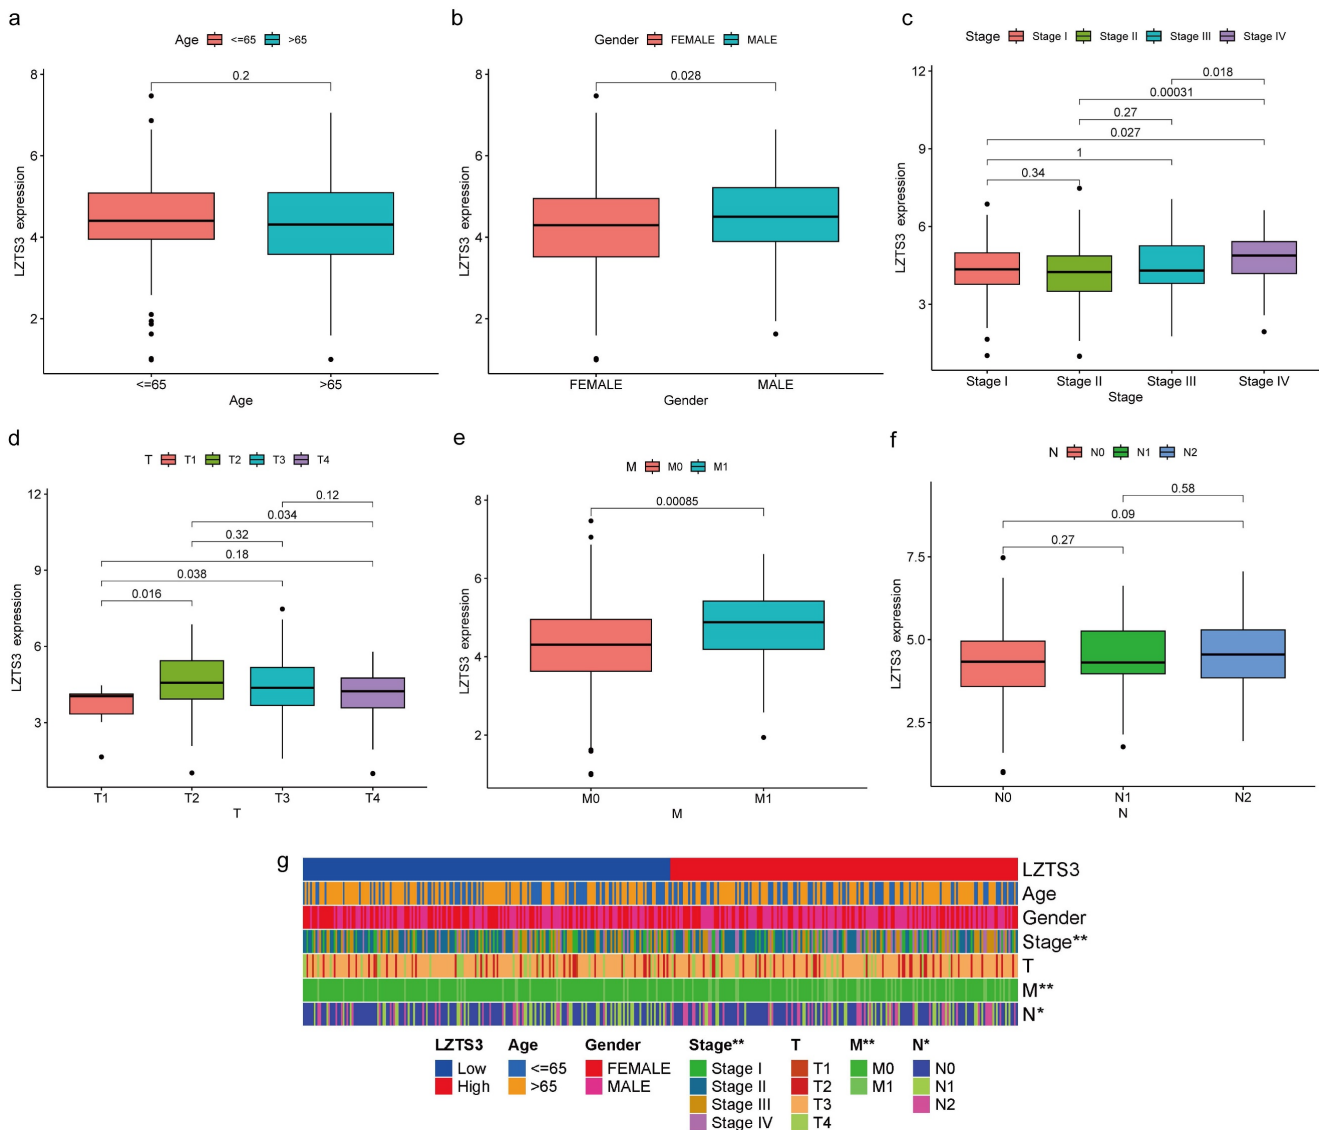 a
Age <=65 >65
8
6
4
2
LZTS3 expression
0.2
<=65 >65
Age
b
Gender FEMALE MALE
8
6
4
2
LZTS3 expression
0.028
FEMALE MALE
Gender
c
Stage Stage I Stage II Stage III Stage IV
12
9
6
3
LZTS3 expression
0.018
0.00031
0.27
0.027
1
0.34
Stage I Stage II Stage III Stage IV
Stage
d
T T1 T2 T3 T4
12
9
6
3
LZTS3 expression
0.12
0.034
0.32
0.18
0.038
0.016
T1 T2 T3 T4
T
e
M M0 M1
8
6
4
2
LZTS3 expression
0.00085
M0 M1
M
f
N N0 N1 N2
7.5
5.0
2.5
LZTS3 expression
0.58
0.09
0.27
N0 N1 N2
N
g
LZTS3
Age
Gender
Stage**
T
M**
N*
LZTS3 Age Gender Stage** T M** N*
Low <=65 FEMALE Stage I T1 M0 N0
High >65 MALE Stage II T2 M1 N1
Stage III T3 N2
Stage IV T4